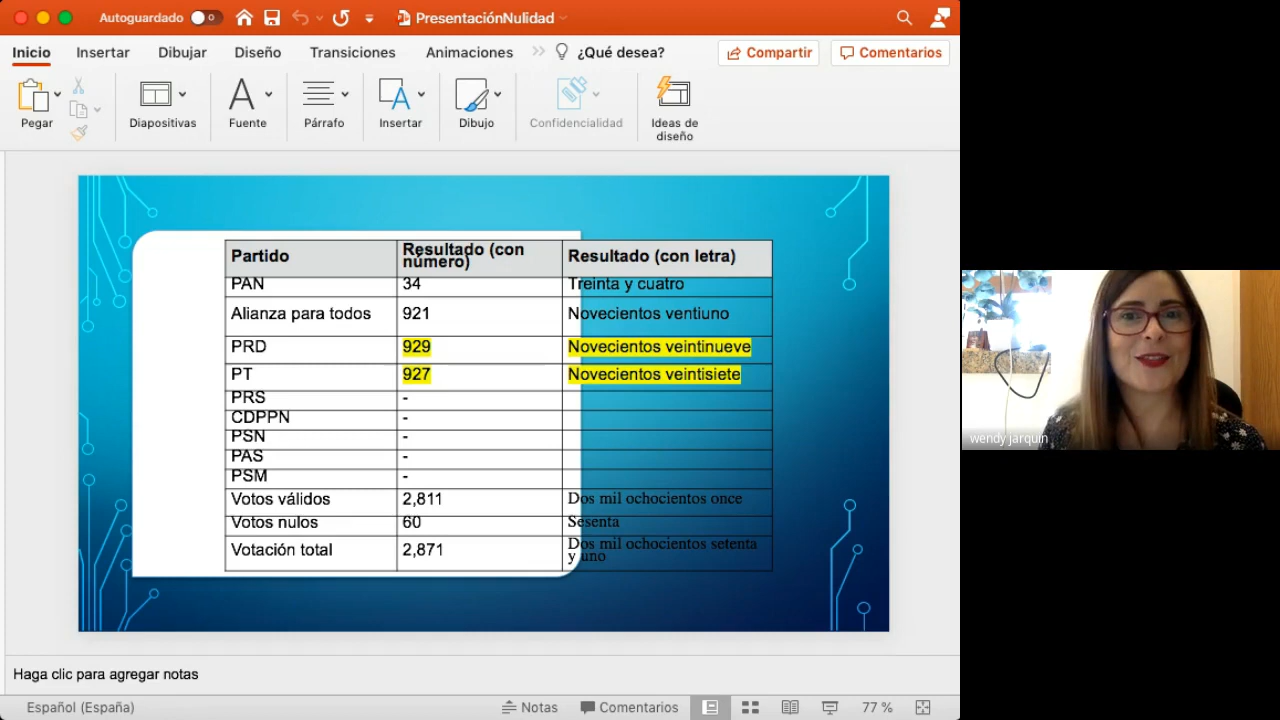 Autoguardado
PresentaciónNulidad
Inicio Insertar Dibujar Diseño Transiciones Animaciones ¿Qué desea? Compartir Comentarios
Pegar Diapositivas Fuente Párrafo Insertar Dibujo Confidencialidad Ideas de
diseño
Partido Resultado (con
número) Resultado (con letra)
PAN 34 Treinta y cuatro
Alianza para todos 921 Novecientos ventiuno
PRD 929 Novecientos veintinueve
PT 927 Novecientos veintisiete
PRS -
CDPPN -
PSN -
PAS -
PSM -
Votos válidos 2,811 Dos mil ochocientos once
Votos nulos 60 Sesenta
Votación total 2,871 Dos mil ochocientos setenta
y uno
wendy jarquin
Haga clic para agregar notas
Español (España) Notas Comentarios 77 %